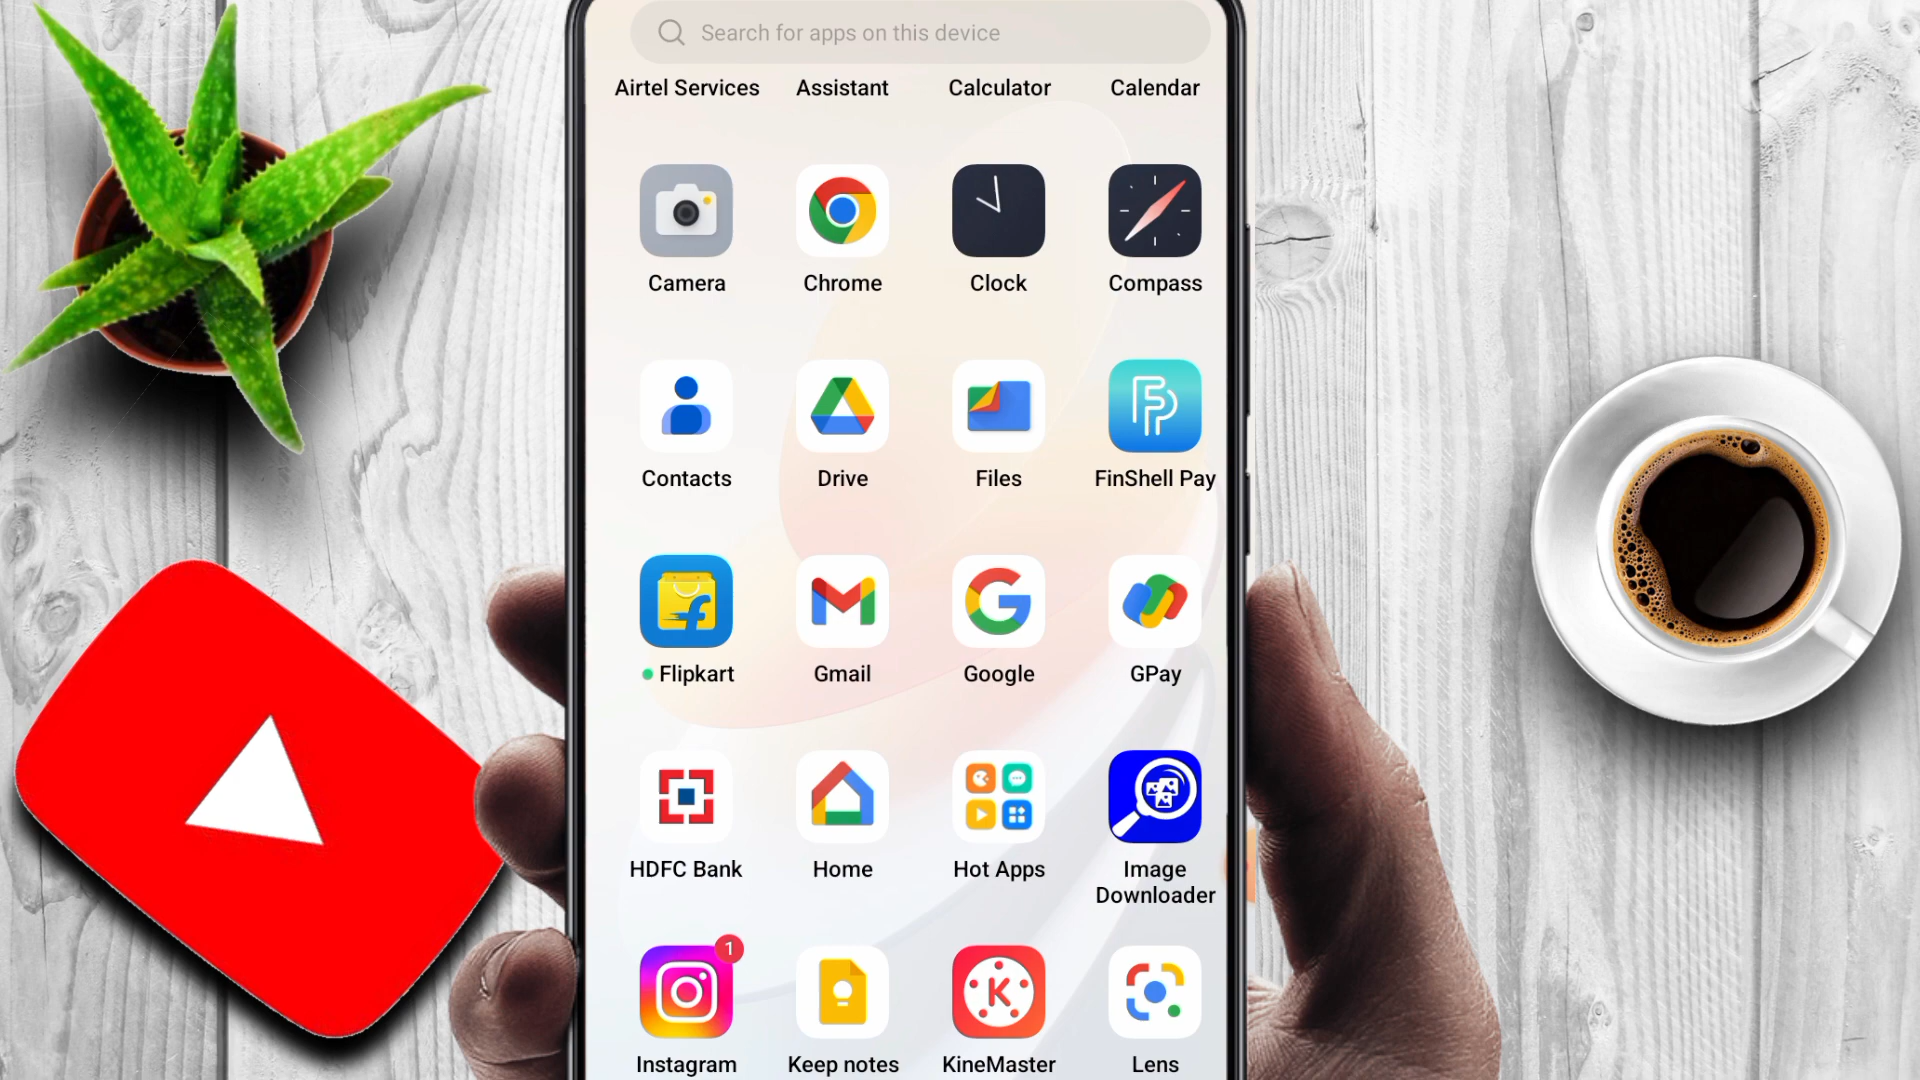 Search for apps on this device
Airtel Services Assistant Calculator Calendar
Camera Chrome Clock Compass
Contacts Drive Files FinShell Pay
Flipkart Gmail Google GPay
HDFC Bank Home Hot Apps Image
Downloader
1
K
Instagram Keep notes KineMaster Lens